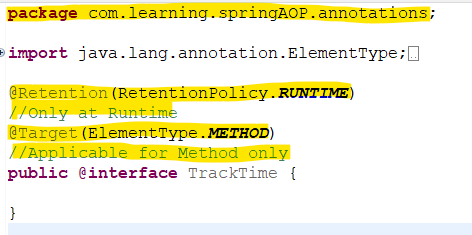 package com.learning.springAOP.annotations;
import java.lang.annotation.ElementType;
@Retention(RetentionPolicy.RUNTIME)
//Only at Runtime
@Target(ElementType.METHOD)
//Applicable for Method only
public @interface TrackTime {
}